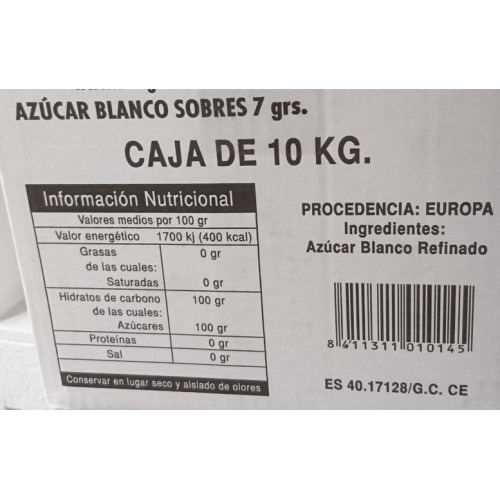 AZÚCAR BLANCO SOBRES 7 grs.
CAJA DE 10 KG.
Información Nutricional
Valores medios por 100 gr
Valor energético 1700 kj (400 kcal)
Grasas 0 gr
de las cuales:
Saturadas 0 gr
Hidratos de carbono 100 gr
de las cuales:
Azúcares 100 gr
Proteínas 0 gr
Sal 0 gr
Conservar en lugar seco y aislado de olores
PROCEDENCIA: EUROPA
Ingredientes:
Azúcar Blanco Refinado
8 411311 010145
ES 40.17128/G.C. CE